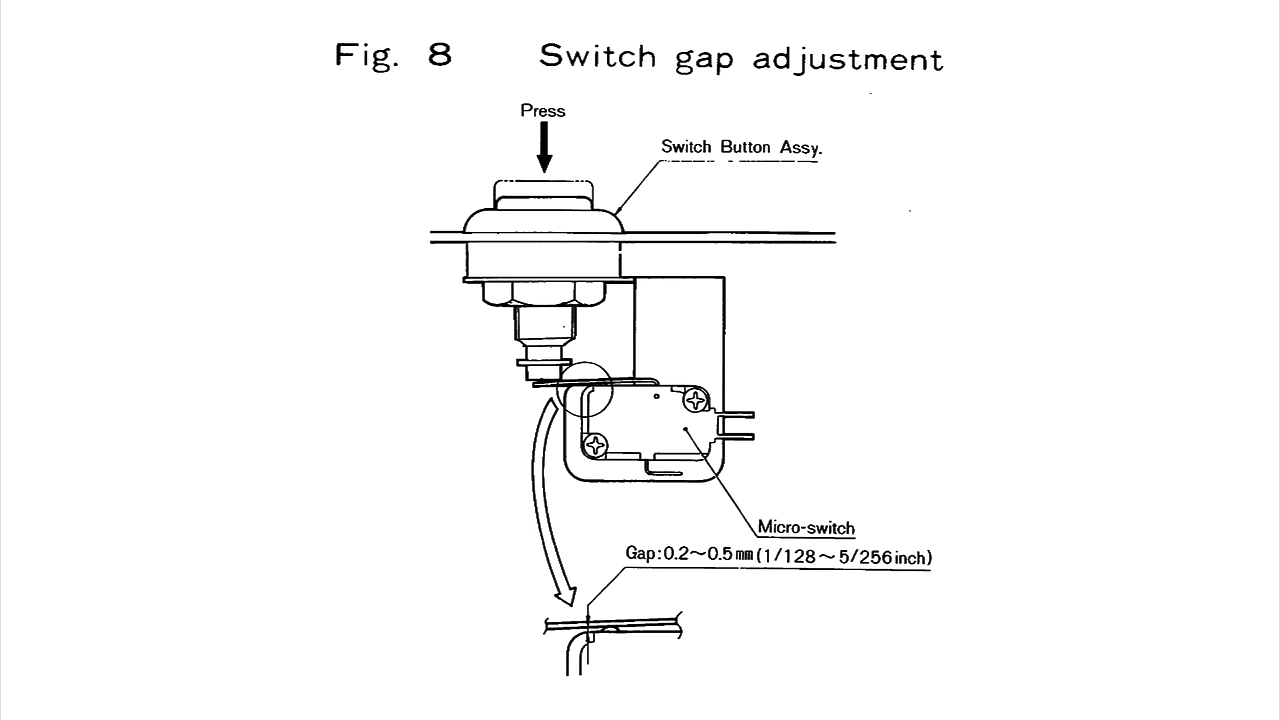 Fig. 8 Switch gap adjustment
Press
Switch Button Assy.
Micro-switch
Gap:0.2～0.5mm(1/128～5/256inch)